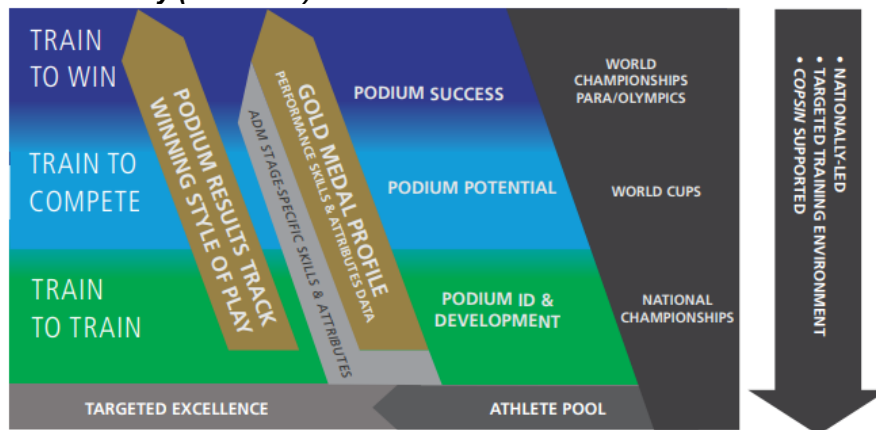 TRAIN
TO WIN
TRAIN TO
COMPETE
TRAIN
TO TRAIN
PODIUM RESULTS TRACK
WINNING STYLE OF PLAY
ADM STAGE-SPECIFIC SKILLS & ATTRIBUTES
GOLD MEDAL PROFILE
PERFORMANCE SKILLS & ATTRIBUTES DATA
PODIUM SUCCESS
PODIUM POTENTIAL
PODIUM ID &
DEVELOPMENT
WORLD
CHAMPIONSHIPS
PARA/OLYMPICS
WORLD CUPS
NATIONAL
CHAMPIONSHIPS
• NATIONALLY-LED
• TARGETED TRAINING ENVIRONMENT
• COPSIN SUPPORTED
TARGETED EXCELLENCE
ATHLETE POOL